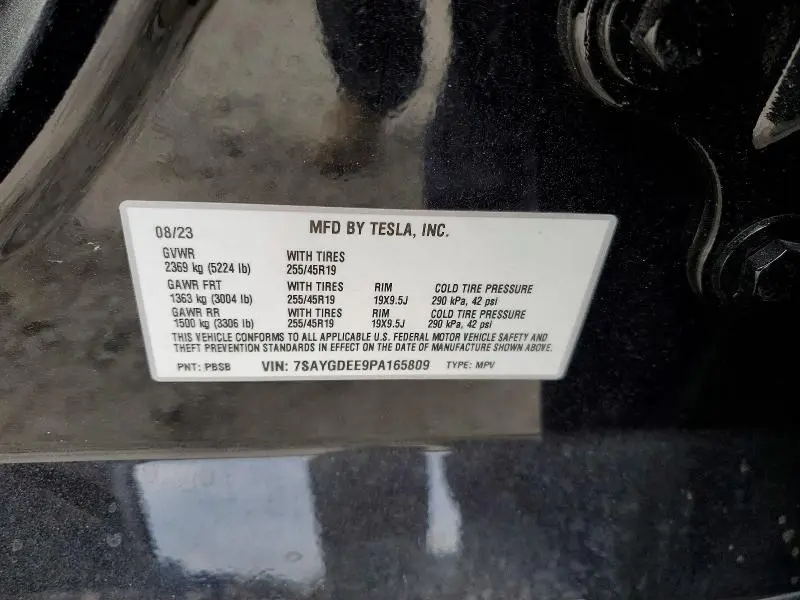 08/23 MFD BY TESLA, INC.
GVWR WITH TIRES
2369 kg (5224 lb) 255/45R19
GAWR FRT WITH TIRES RIM COLD TIRE PRESSURE
1363 kg (3004 lb) 255/45R19 19X9.5J 290 kPa, 42 psi
GAWR RR WITH TIRES RIM COLD TIRE PRESSURE
1500 kg (3306 lb) 255/45R19 19X9.5J 290 kPa, 42 psi
THIS VEHICLE CONFORMS TO ALL APPLICABLE U.S. FEDERAL MOTOR VEHICLE SAFETY AND
THEFT PREVENTION STANDARDS IN EFFECT ON THE DATE OF MANUFACTURE SHOWN ABOVE.
PNT: PBSB VIN: 7SAYGDEE9PA165809 TYPE: MPV